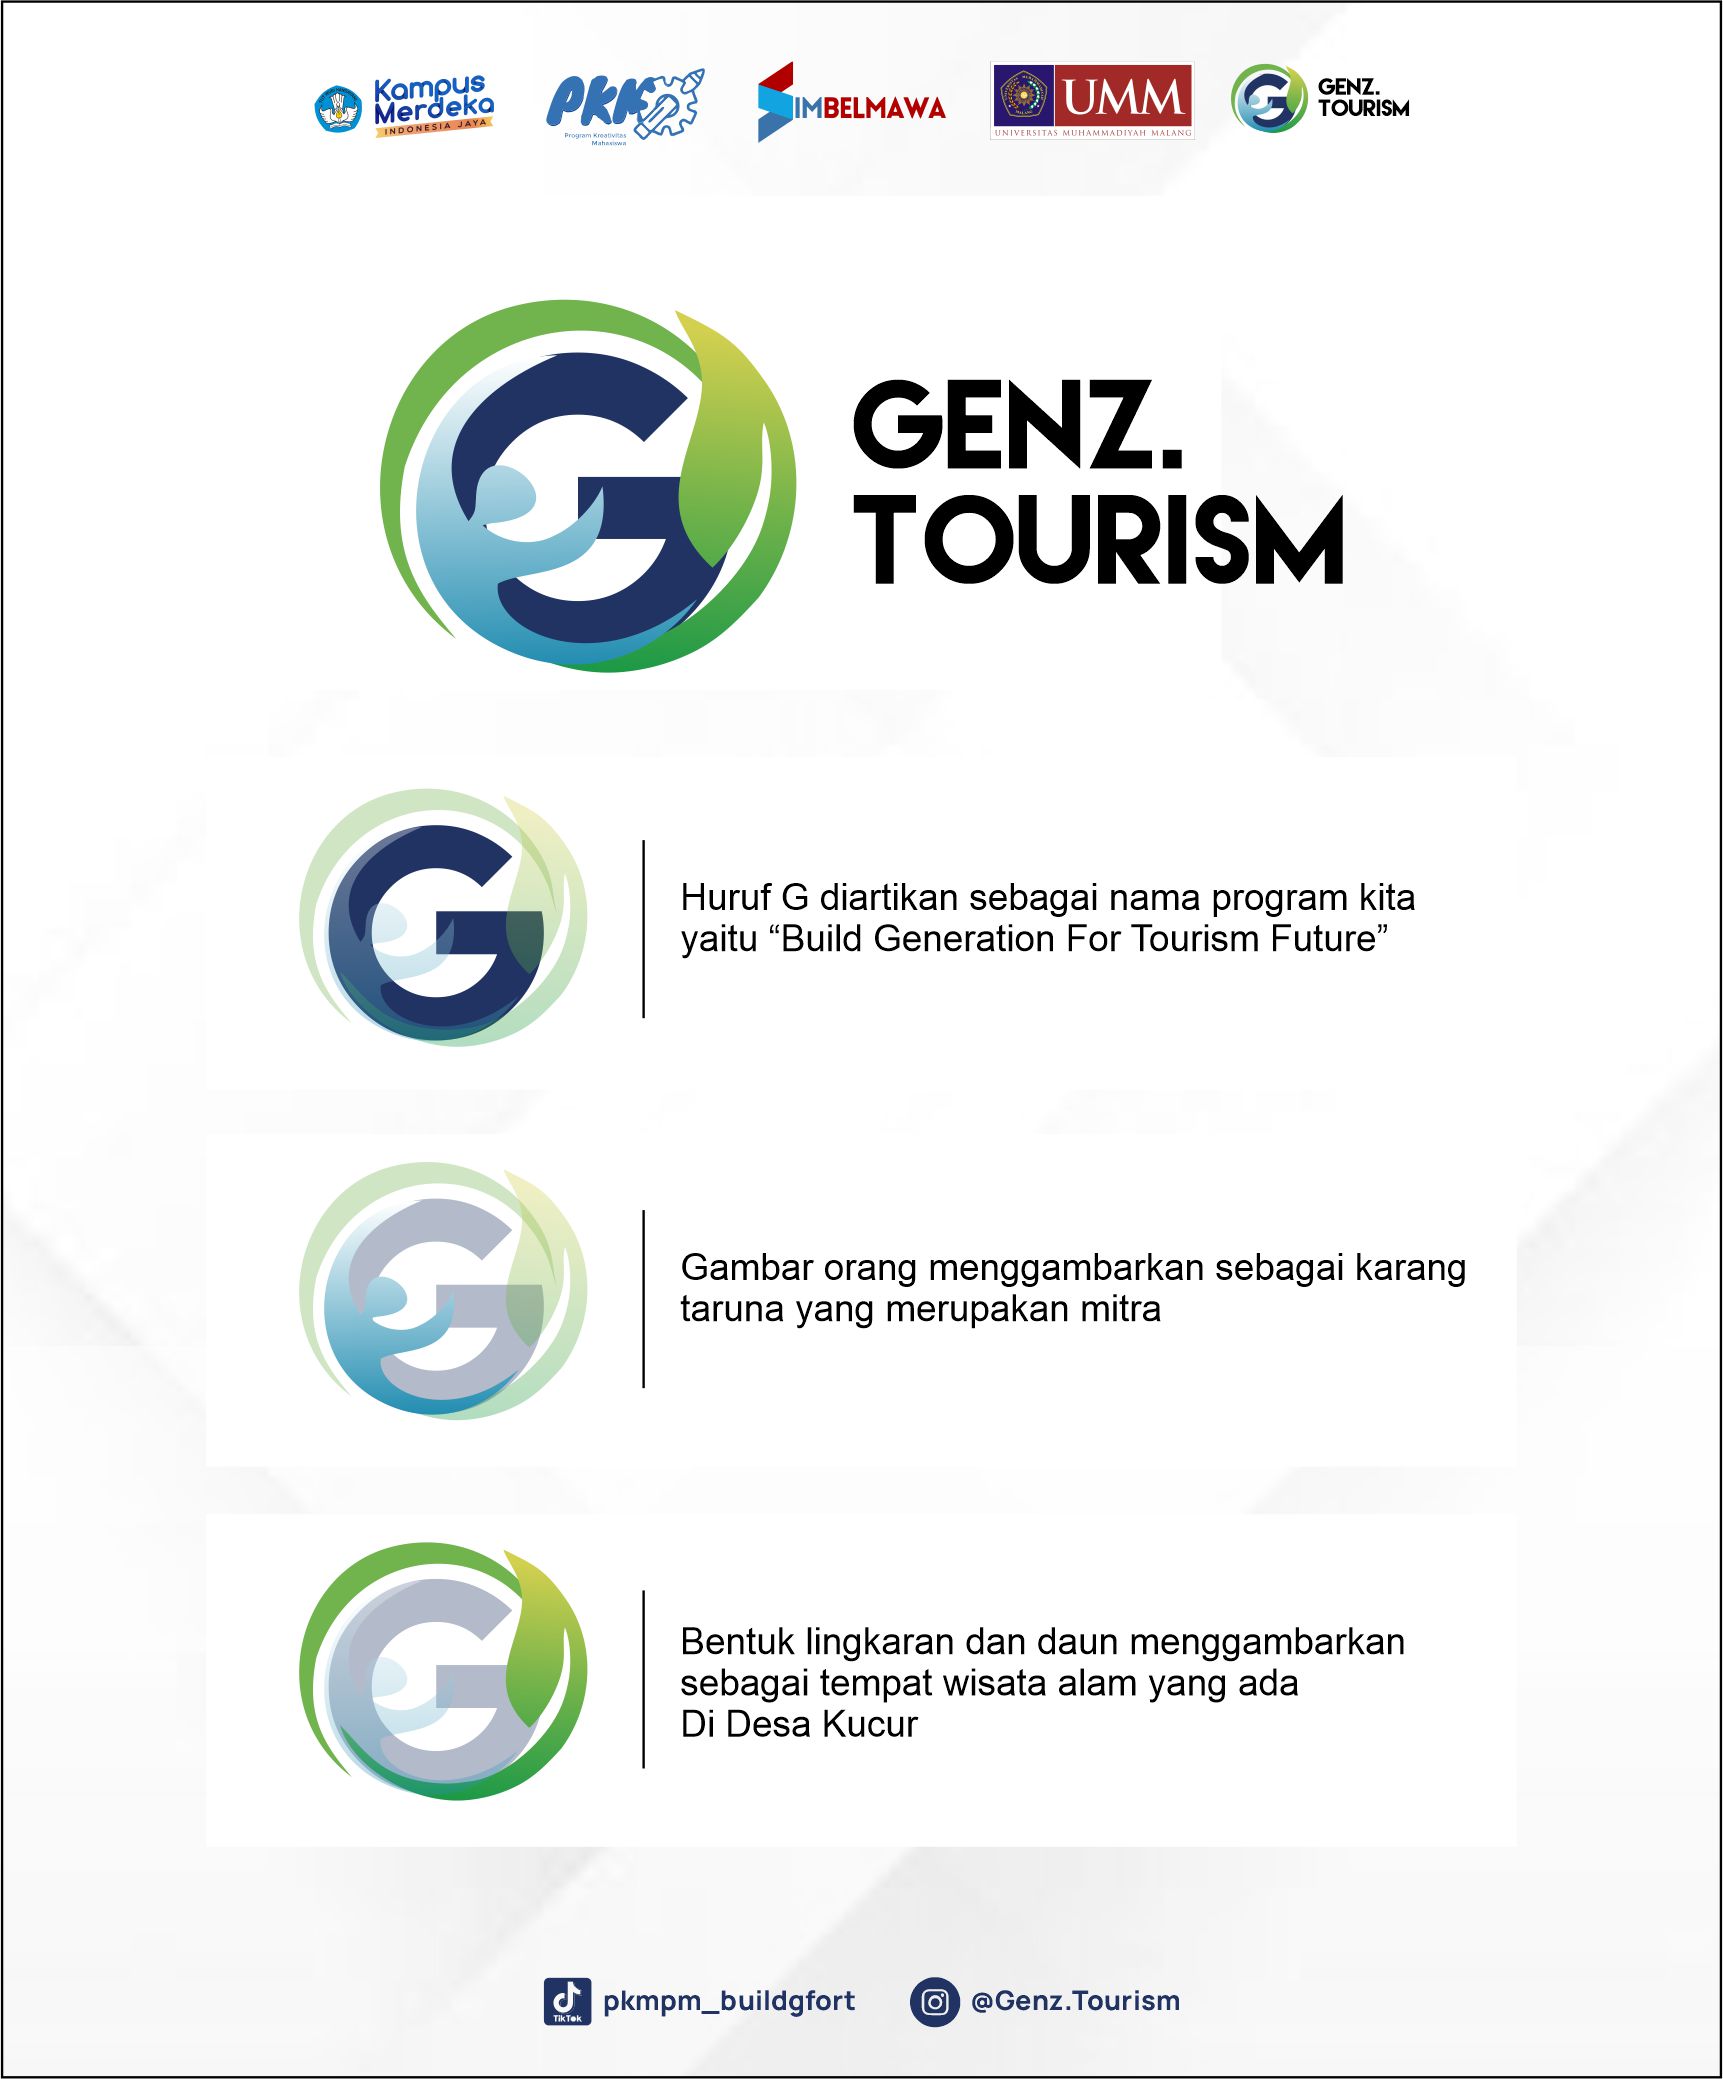 Kampus
Merdeka
INDONESIA JAYA
PKM
Program Kreativitas
Mahasiswa
SIMBELMAWA
UMM
UNIVERSITAS MUHAMMADIYAH MALANG
G
GENZ.
TOURISM
G
GENZ.
TOURISM
G
Huruf G diartikan sebagai nama program kita
yaitu “Build Generation For Tourism Future”
G
Gambar orang menggambarkan sebagai karang
taruna yang merupakan mitra
G
Bentuk lingkaran dan daun menggambarkan
sebagai tempat wisata alam yang ada
Di Desa Kucur
TikTok
pkmpm_buildgfort
@Genz.Tourism